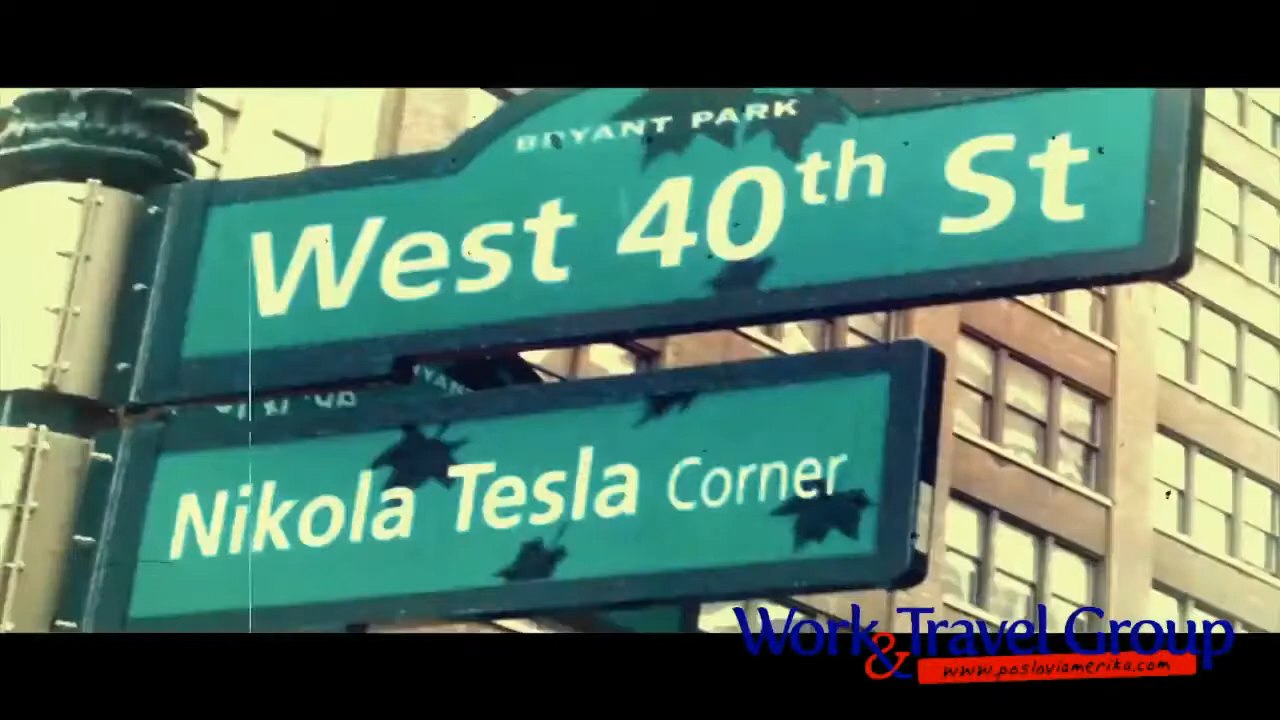 BRYANT PARK
West 40th St
Nikola Tesla Corner
Work & Travel Group
www.posloviamerika.com